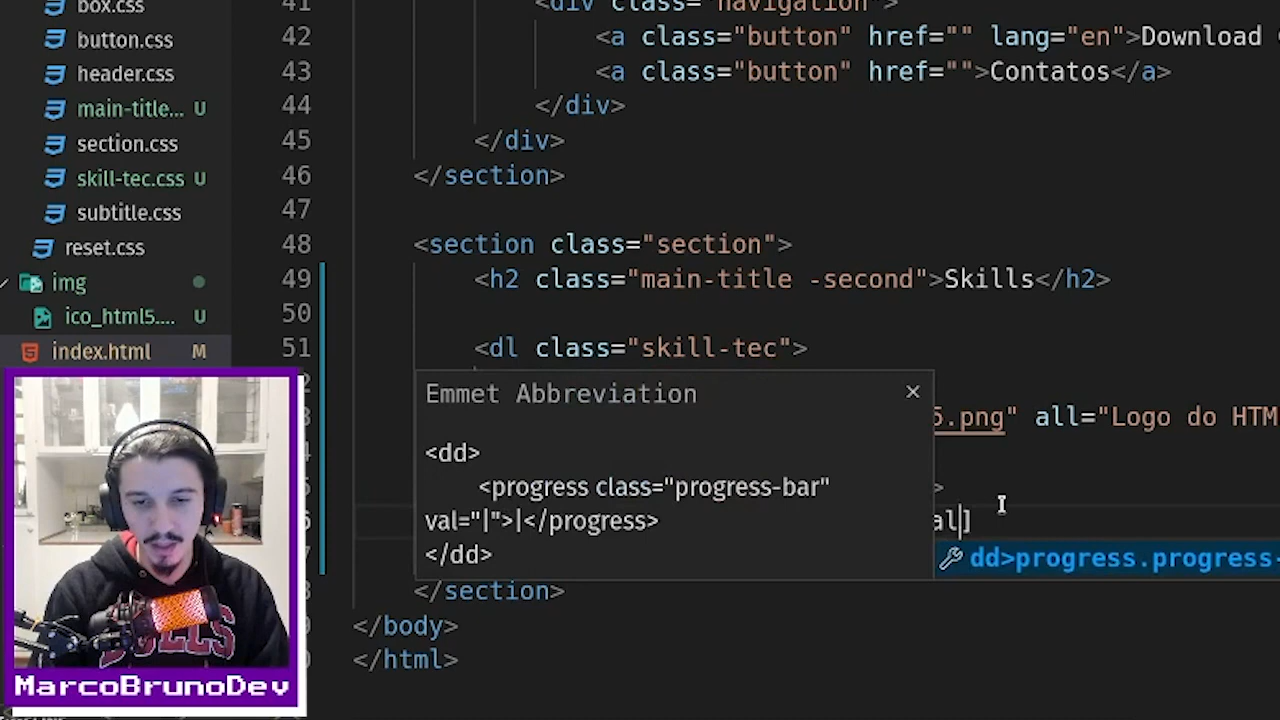 box.css
button.css
header.css
main-title... U
section.css
skill-tec.css U
subtitle.css
reset.css
img
ico_html5.... U
index.html M
41 <div class="navigation">
42 <a class="button" href="" lang="en">Download
43 <a class="button" href="">Contatos</a>
44 </div>
45 </div>
46 </section>
47
48 <section class="section">
49 <h2 class="main-title -second">Skills</h2>
50
51 <dl class="skill-tec">
Emmet Abbreviation ×
<dd>
<progress class="progress-bar"
val="|">|</progress>
</dd>
5.png" all="Logo do HTM
>
al]
dd>progress.progress-
</section>
</body>
</html>
MarcoBrunoDev